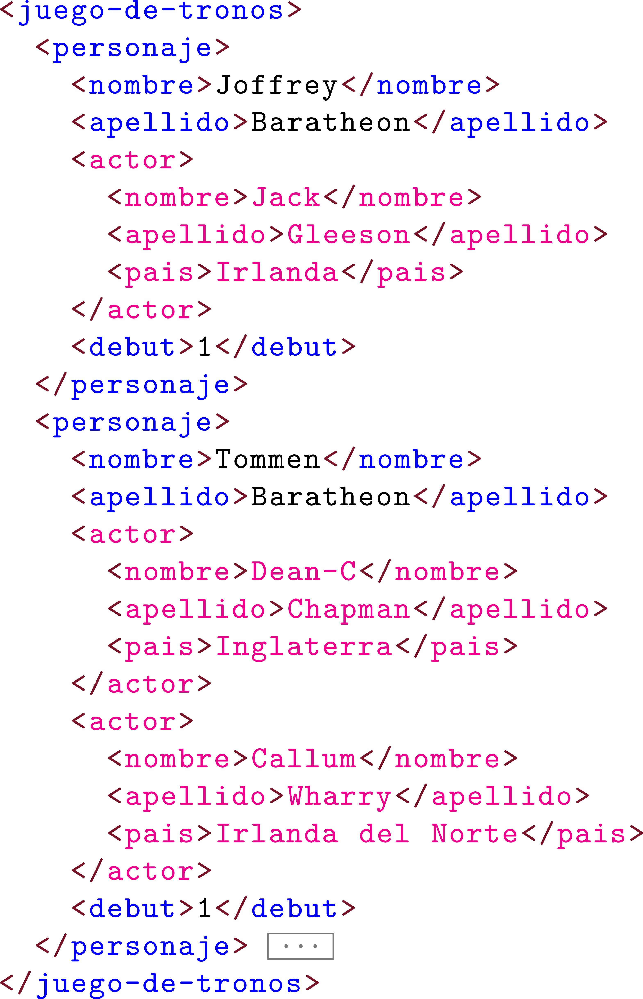 <juego-de-tronos>
  <personaje>
    <nombre>Joffrey</nombre>
    <apellido>Baratheon</apellido>
    <actor>
      <nombre>Jack</nombre>
      <apellido>Gleeson</apellido>
      <pais>Irlanda</pais>
    </actor>
    <debut>1</debut>
  </personaje>
  <personaje>
    <nombre>Tommen</nombre>
    <apellido>Baratheon</apellido>
    <actor>
      <nombre>Dean-C</nombre>
      <apellido>Chapman</apellido>
      <pais>Inglaterra</pais>
    </actor>
    <actor>
      <nombre>Callum</nombre>
      <apellido>Wharry</apellido>
      <pais>Irlanda del Norte</pais>
    </actor>
    <debut>1</debut>
  </personaje> ...
</juego-de-tronos>